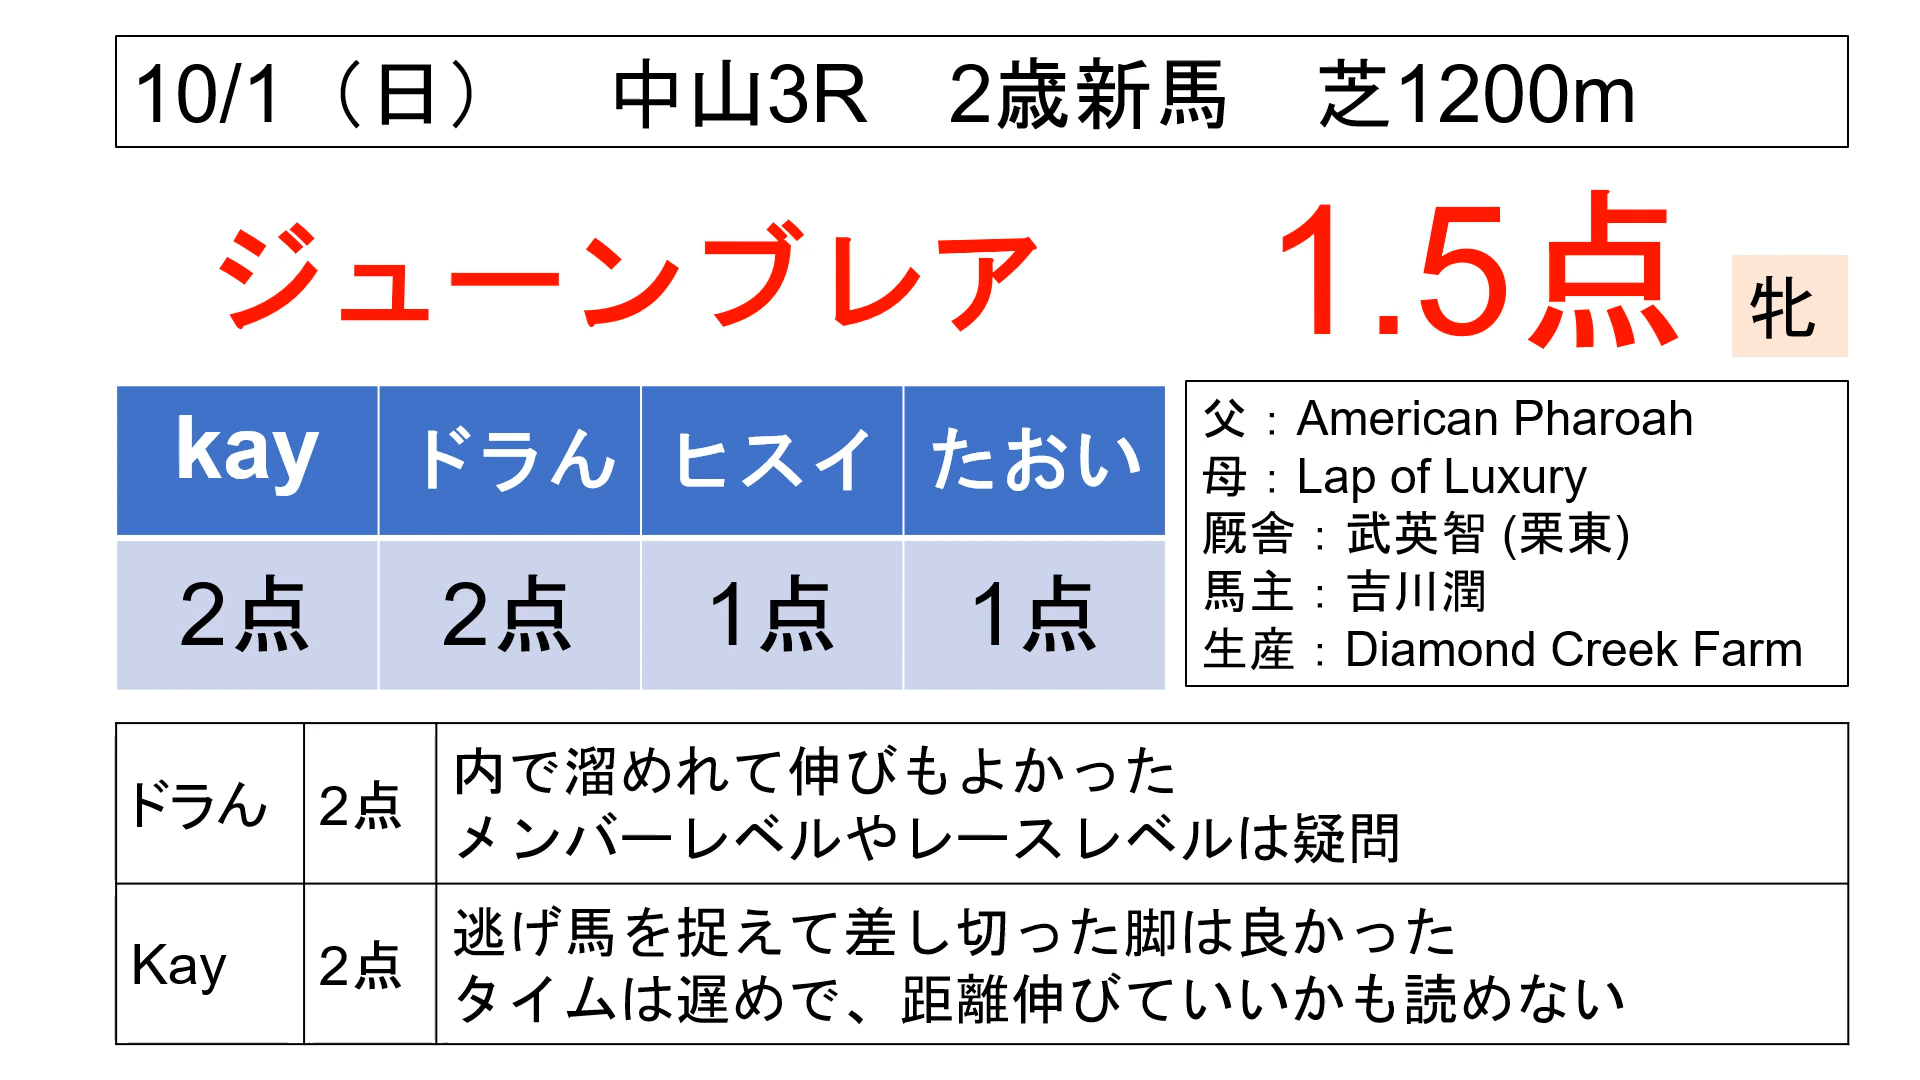 10/1（日）　中山3R　2歳新馬　芝1200m
ジューンブレア　1.5点　牝
kay　ドラん　ヒスイ　たおい
2点　2点　1点　1点
父：American Pharoah
母：Lap of Luxury
厩舎：武英智 (栗東)
馬主：吉川潤
生産：Diamond Creek Farm
ドラん　2点　内で溜めれて伸びもよかった
メンバーレベルやレースレベルは疑問
Kay　2点　逃げ馬を捉えて差し切った脚は良かった
タイムは遅めで、距離伸びていいかも読めない